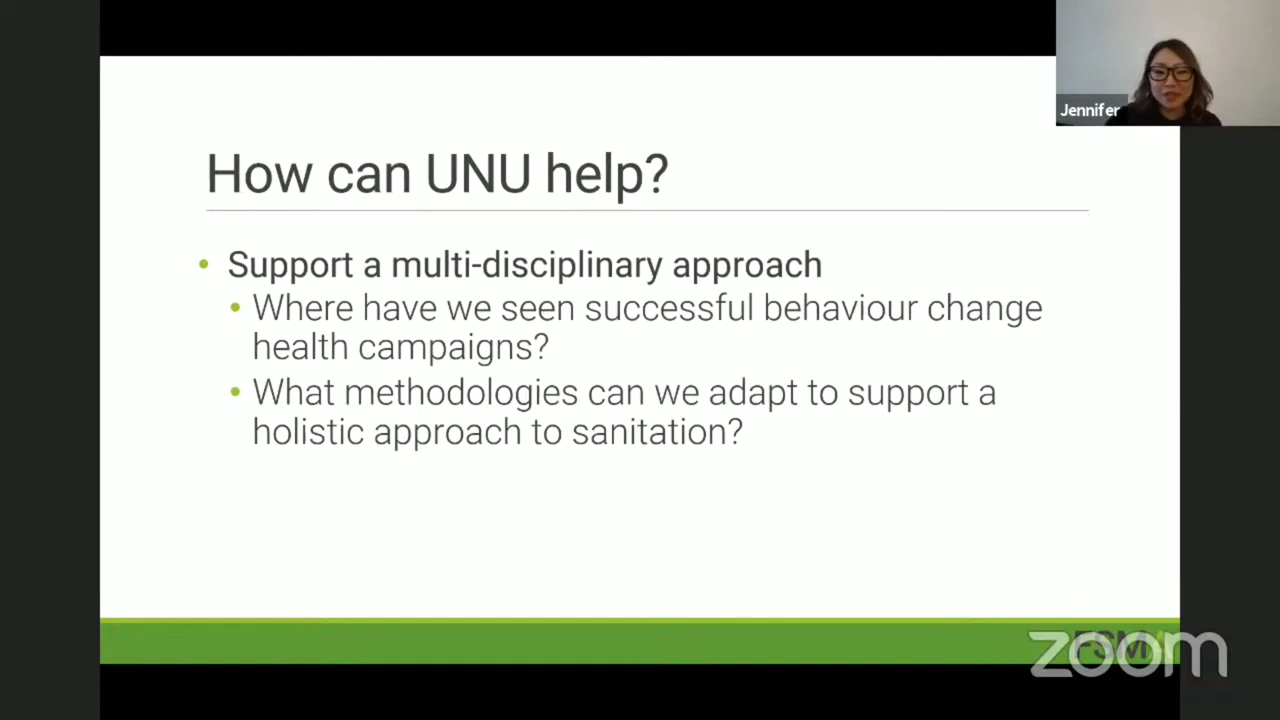 Jennifer
How can UNU help?
Support a multi-disciplinary approach
Where have we seen successful behaviour change
health campaigns?
What methodologies can we adapt to support a
holistic approach to sanitation?
FSMA
zoom